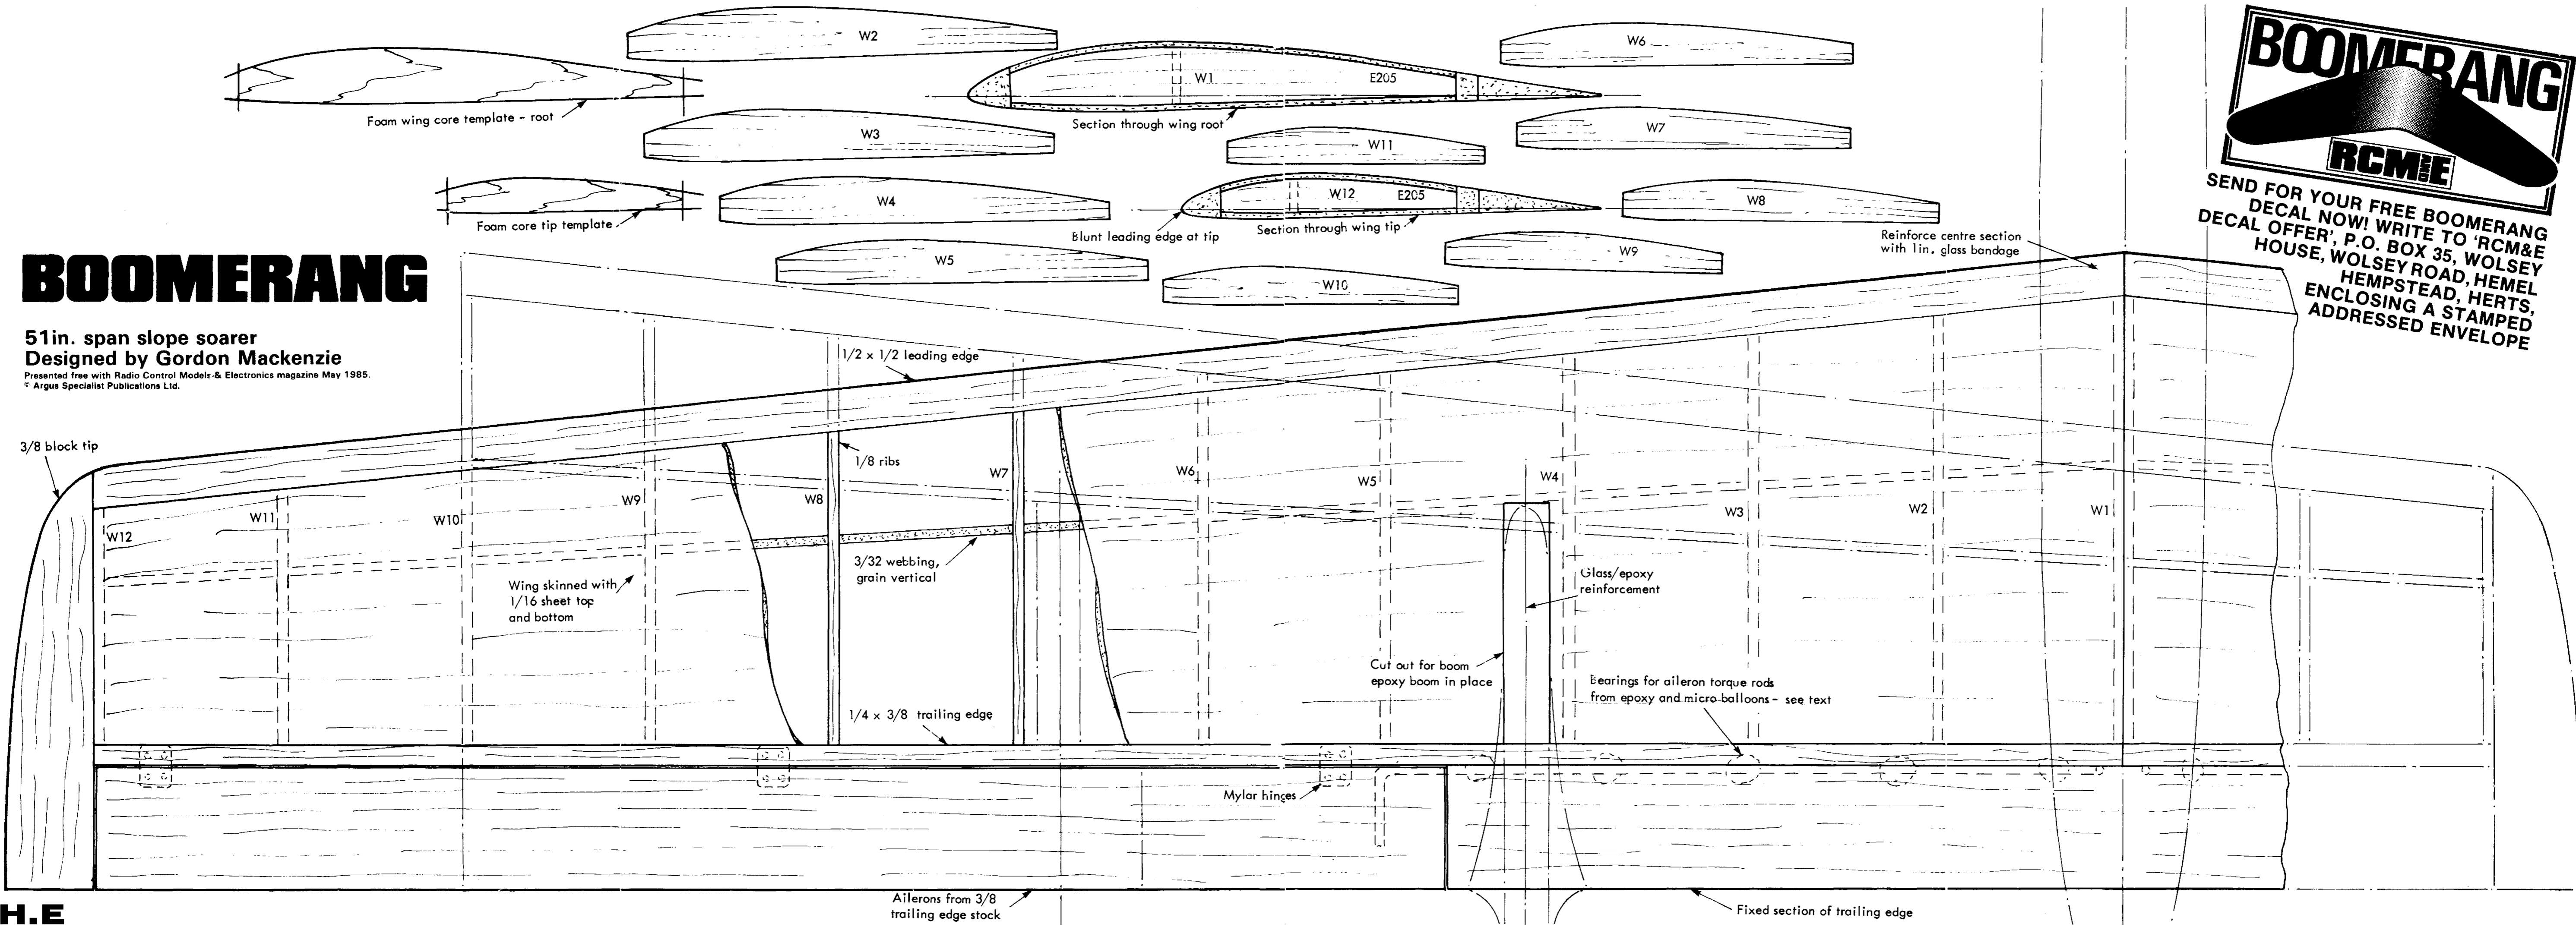 W2
W6
W1
E205
Foam wing core template - root
Section through wing root
W3
W7
W11
W4
W12
E205
W8
Foam core tip template
Blunt leading edge at tip
Section through wing tip
W5
W9
W10
Reinforce centre section
with 1in. glass bandage
BOOMERANG
RCM&E
SEND FOR YOUR FREE BOOMERANG
DECAL NOW! WRITE TO 'RCM&E
DECAL OFFER', P.O. BOX 35, WOLSEY
HOUSE, WOLSEY ROAD, HEMEL
HEMPSTEAD, HERTS,
ENCLOSING A STAMPED
ADDRESSED ENVELOPE
BOOMERANG
51in. span slope soarer
Designed by Gordon Mackenzie
Presented free with Radio Control Models & Electronics magazine May 1985.
© Argus Specialist Publications Ltd.
1/2 x 1/2 leading edge
3/8 block tip
1/8 ribs
W12
W11
W10
W9
W8
W7
W6
W5
W4
W3
W2
W1
3/32 webbing,
grain vertical
Wing skinned with
1/16 sheet top
and bottom
Glass/epoxy
reinforcement
Cut out for boom
epoxy boom in place
Bearings for aileron torque rods
from epoxy and micro balloons - see text
1/4 x 3/8 trailing edge
Mylar hinges
Ailerons from 3/8
trailing edge stock
Fixed section of trailing edge
H.E